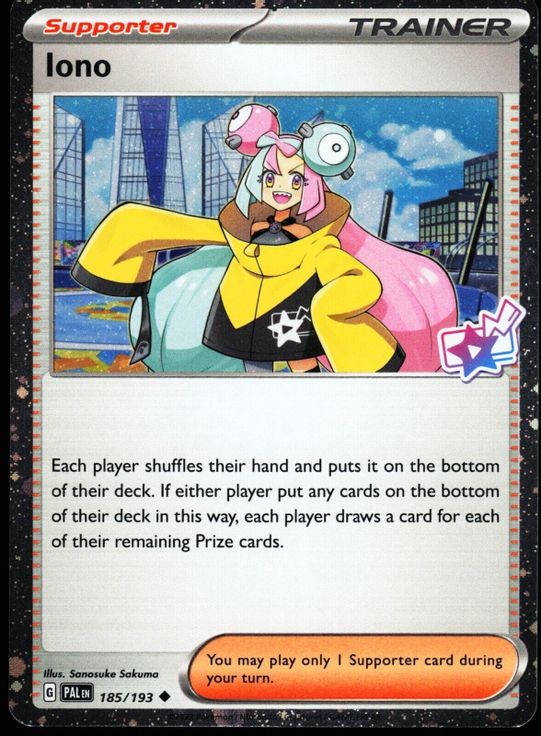 Supporter TRAINER
Iono
Each player shuffles their hand and puts it on the bottom
of their deck. If either player put any cards on the bottom
of their deck in this way, each player draws a card for each
of their remaining Prize cards.
Illus. Sanosuke Sakuma
You may play only 1 Supporter card during
your turn.
G PAL EN 185/193 ◆